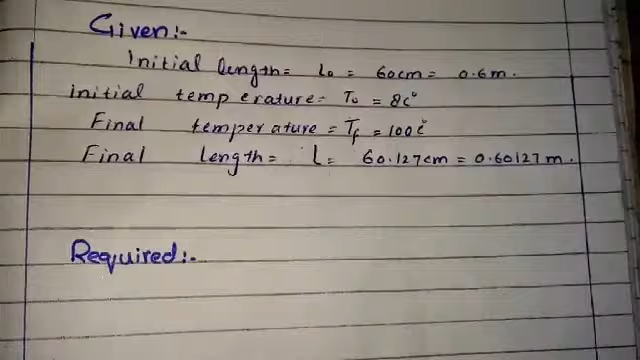 Given:-
Initial length = L₀ = 60cm = 0.6m.
Initial temperature = T₀ = 8c°
Final temperature = T_f = 100c°
Final length = L = 60.127cm = 0.60127m.
Required:-